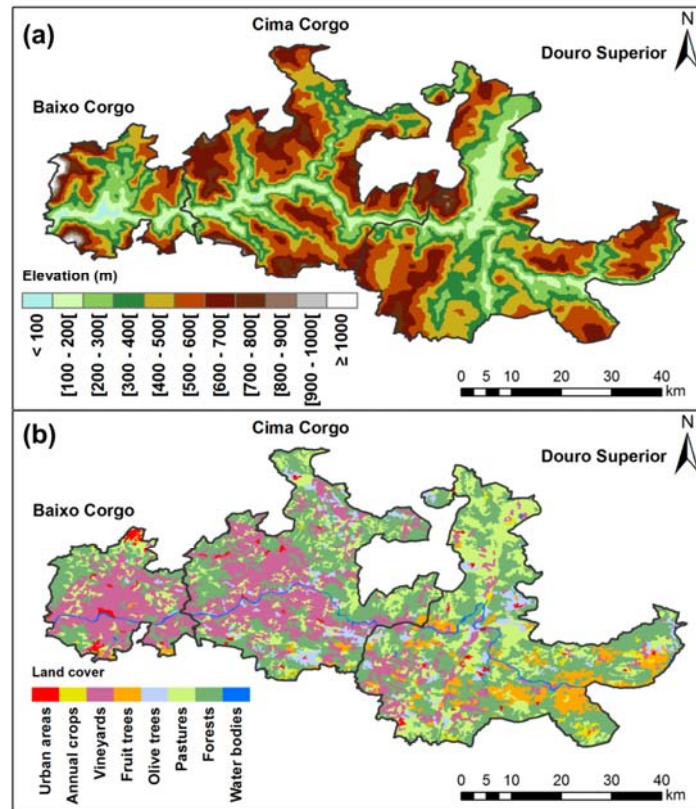 (a)
Cima Corgo
N
Douro Superior
Baixo Corgo
Elevation (m)
< 100
[100 - 200[
[200 - 300[
[300 - 400[
[400 - 500[
[500 - 600[
[600 - 700[
[700 - 800[
[800 - 900[
[900 - 1000[
≥ 1000
0 5 10 20 30 40
km
(b)
Cima Corgo
N
Douro Superior
Baixo Corgo
Land cover
Urban areas
Annual crops
Vineyards
Fruit trees
Olive trees
Pastures
Forests
Water bodies
0 5 10 20 30 40
km